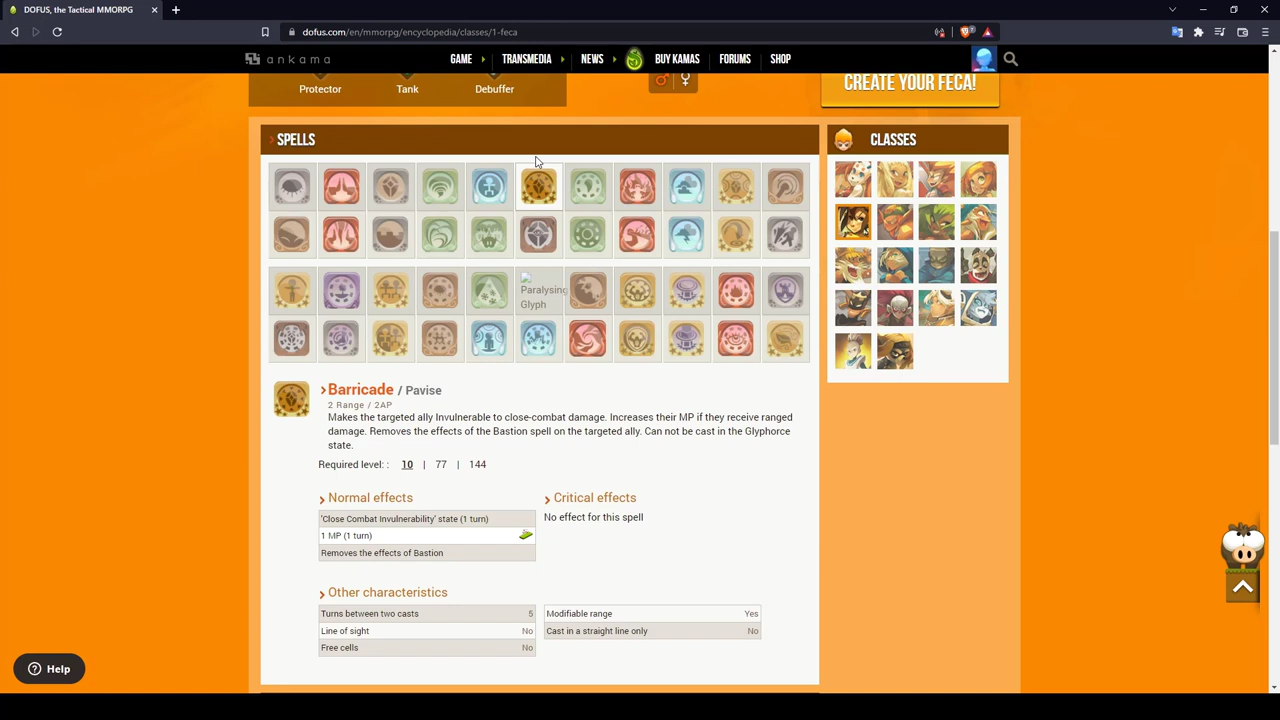 DOFUS, the Tactical MMORPG
dofus.com/en/mmorpg/encyclopedia/classes/1-feca
ankama
GAME
TRANSMEDIA
NEWS
BUY KAMAS
FORUMS
SHOP
Protector
Tank
Debuffer
CREATE YOUR FECA!
SPELLS
CLASSES
Paralysing
Glyph
Barricade / Pavise
2 Range / 2AP
Makes the targeted ally Invulnerable to close-combat damage. Increases their MP if they receive ranged
damage. Removes the effects of the Bastion spell on the targeted ally. Can not be cast in the Glyphorce
state.
Required level: : 10 | 77 | 144
Normal effects
'Close Combat Invulnerability' state (1 turn)
1 MP (1 turn)
Removes the effects of Bastion
Critical effects
No effect for this spell
Other characteristics
Turns between two casts 5
Line of sight No
Free cells No
Modifiable range Yes
Cast in a straight line only No
Help